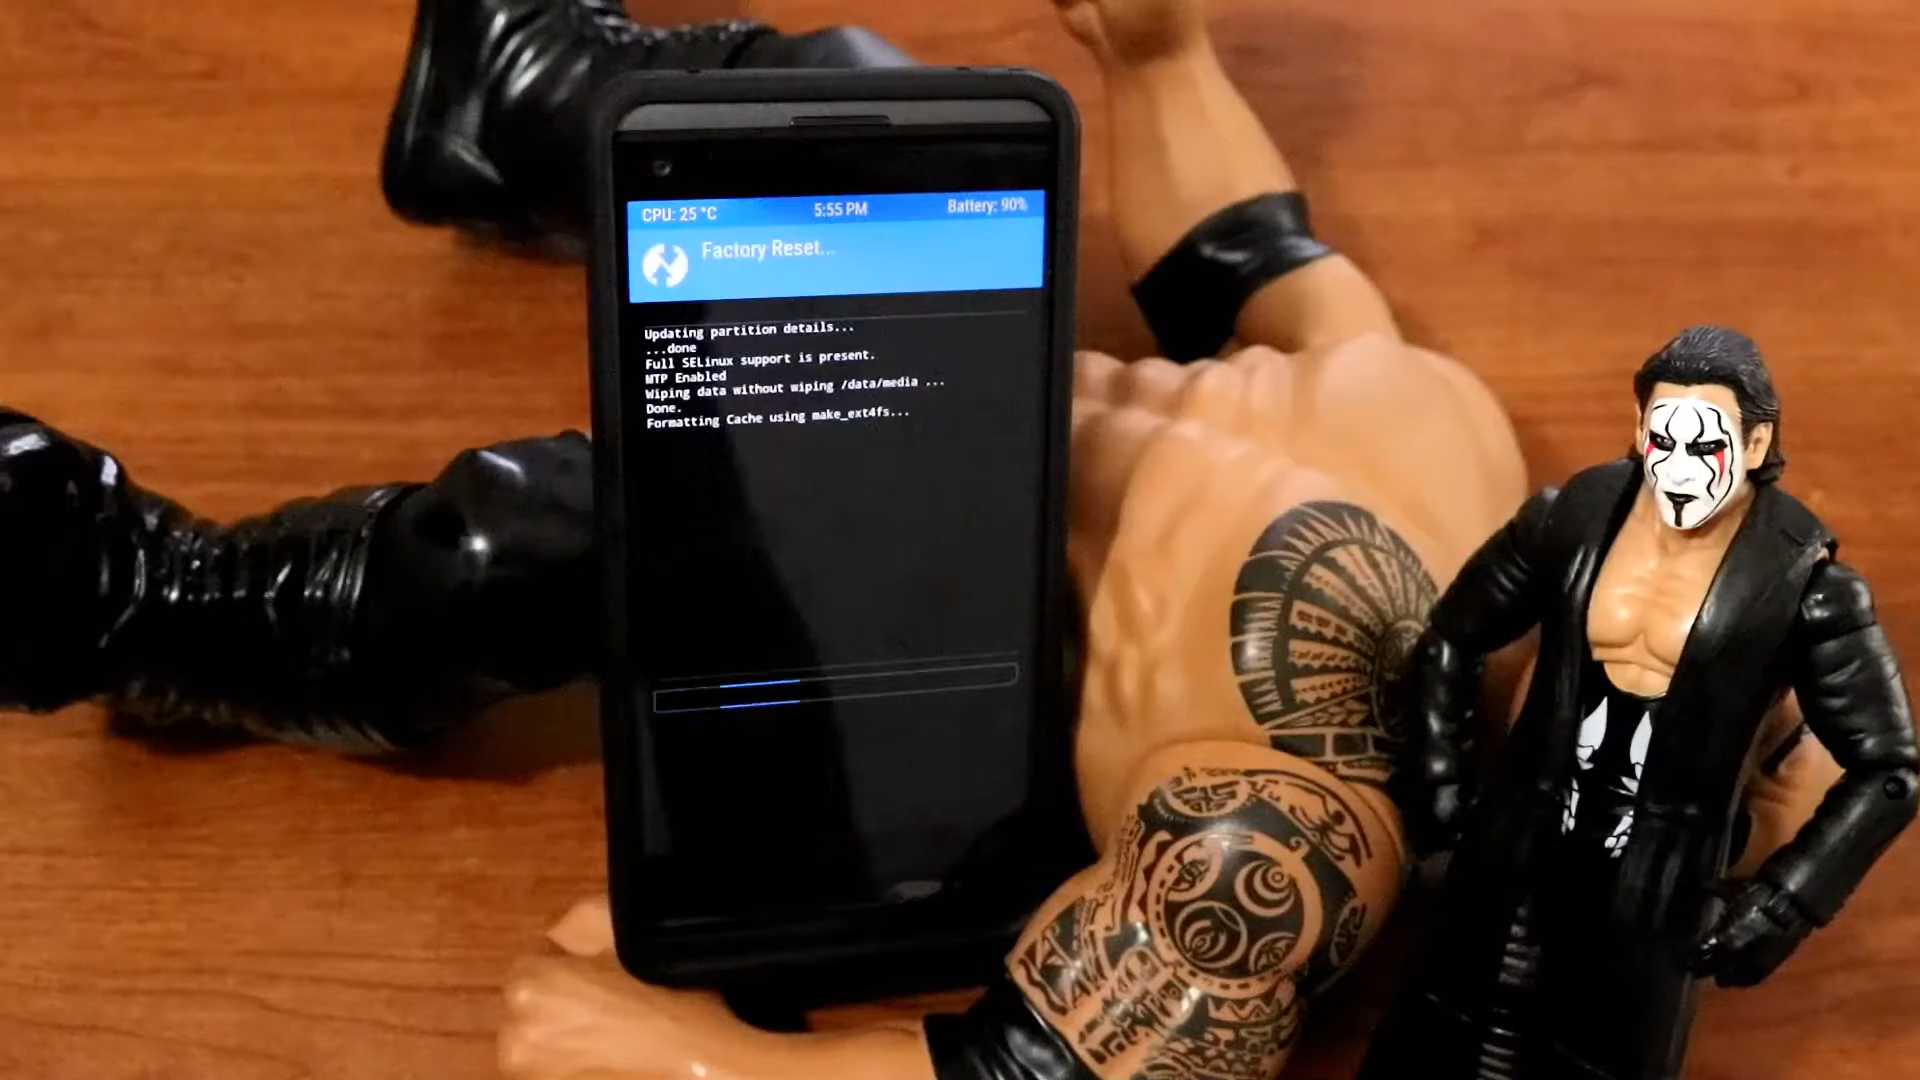 CPU: 25 °C 5:55 PM Battery: 90%
Factory Reset...
Updating partition details...
...done
Full SELinux support is present.
MTP Enabled
Wiping data without wiping /data/media ...
Done.
Formatting Cache using make_ext4fs...